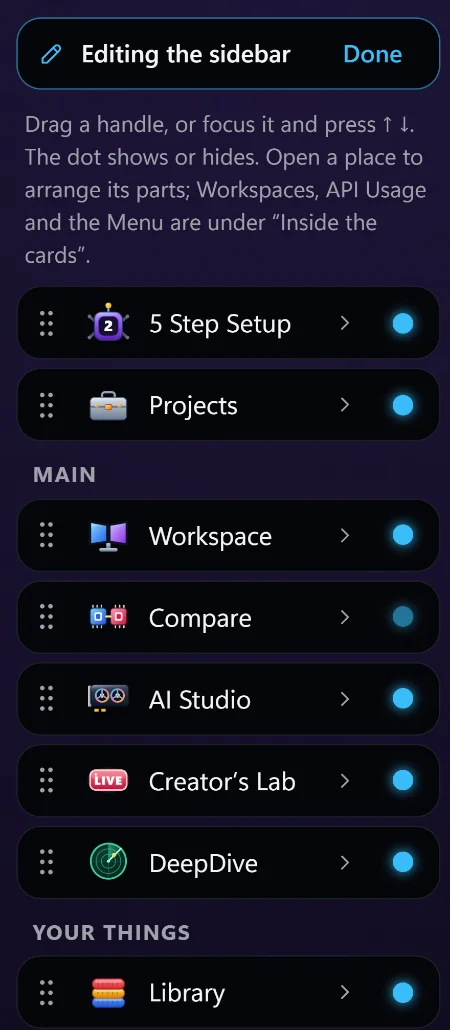 Editing the sidebar Done
Drag a handle, or focus it and press ↑ ↓.
The dot shows or hides. Open a place to
arrange its parts; Workspaces, API Usage
and the Menu are under “Inside the
cards”.
2 5 Step Setup
Projects
MAIN
Workspace
Compare
AI Studio
LIVE Creator’s Lab
DeepDive
YOUR THINGS
Library